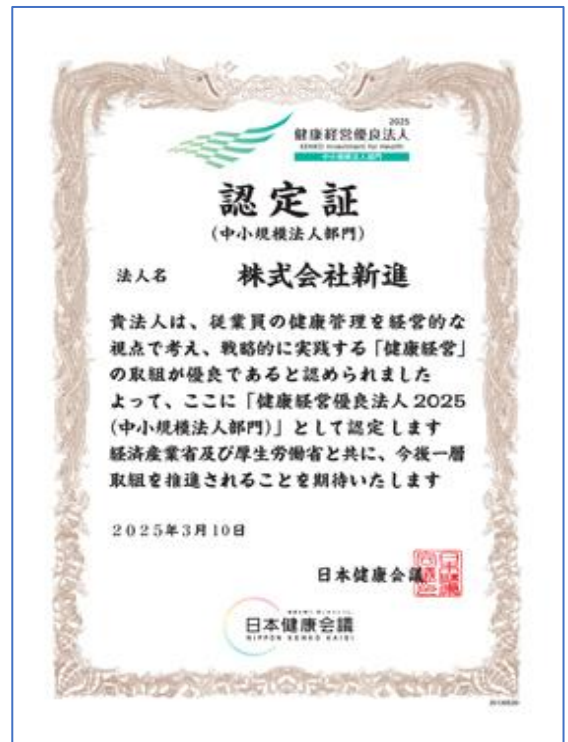 2025
健康経営優良法人
KENKO Investment for Health
中小規模法人部門
認定証
(中小規模法人部門)
法人名 株式会社新進
貴法人は、従業員の健康管理を経営的な
視点で考え、戦略的に実践する「健康経営」
の取組が優良であると認められました
よって、ここに「健康経営優良法人2025
(中小規模法人部門)」として認定します
経済産業省及び厚生労働省と共に、今後一層
取組を推進されることを期待いたします
2025年3月10日
日本健康会議
日本健康会議
NIPPON KENKO KAIGI